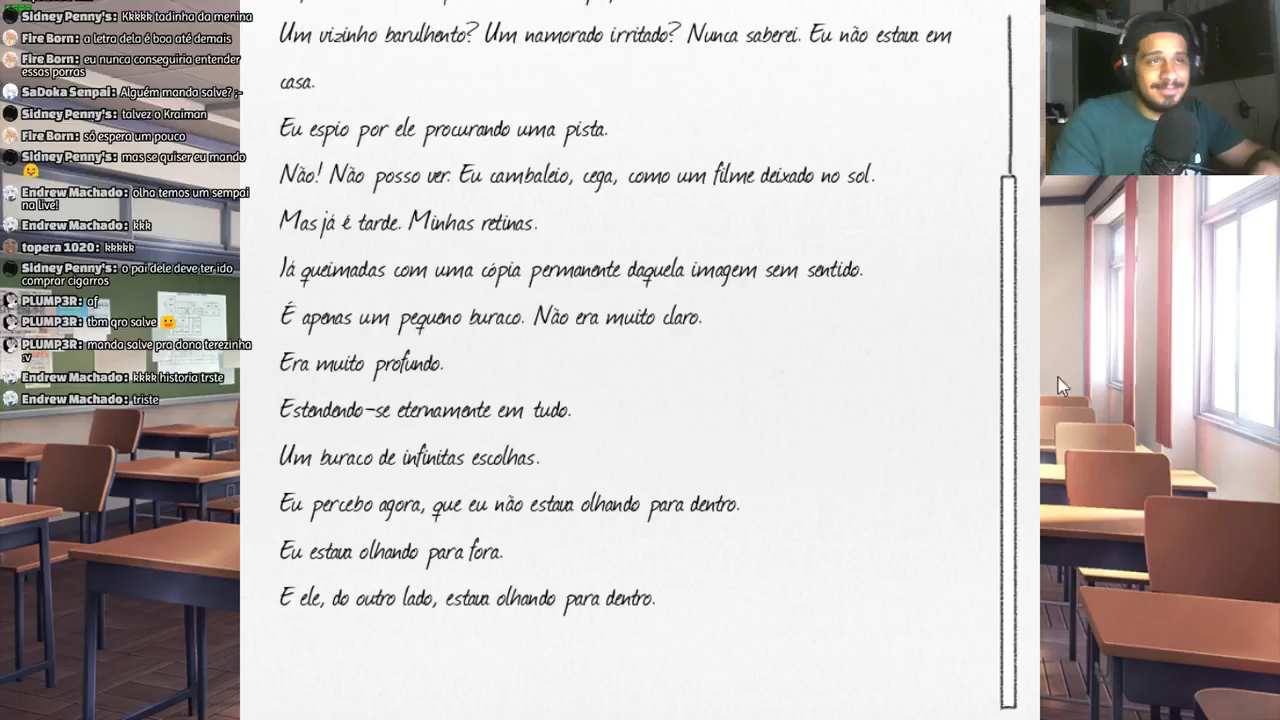 Sidney Penny's: Kkkkk tadinha da menina
Fire Born: a letra dela é boa até demais
Fire Born: eu nunca conseguiria entender
essas porras
SaDoka Senpai: Alguém manda salve? ;-
Sidney Penny's: talvez o Kraiman
Fire Born: só espera um pouco
Sidney Penny's: mas se quiser eu mando
Endrew Machado: olha temos um sempai
na live!
Endrew Machado: kkk
topera 1020: kkkkk
Sidney Penny's: o pai dele deve ter ido
comprar cigarros
PLUMP3R: af
PLUMP3R: tbm qro salve
PLUMP3R: manda salve pra dona terezinha
:v
Endrew Machado: kkkk historia trste
Endrew Machado: triste
Um vizinho barulhento? Um namorado irritado? Nunca saberei. Eu não estava em
casa.
Eu espio por ele procurando uma pista.
Não! Não posso ver. Eu cambaleio, cega, como um filme deixado no sol.
Mas já é tarde. Minhas retinas.
Já queimadas com uma cópia permanente daquela imagem sem sentido.
É apenas um pequeno buraco. Não era muito claro.
Era muito profundo.
Estendendo-se eternamente em tudo.
Um buraco de infinitas escolhas.
Eu percebo agora, que eu não estava olhando para dentro.
Eu estava olhando para fora.
E ele, do outro lado, estava olhando para dentro.